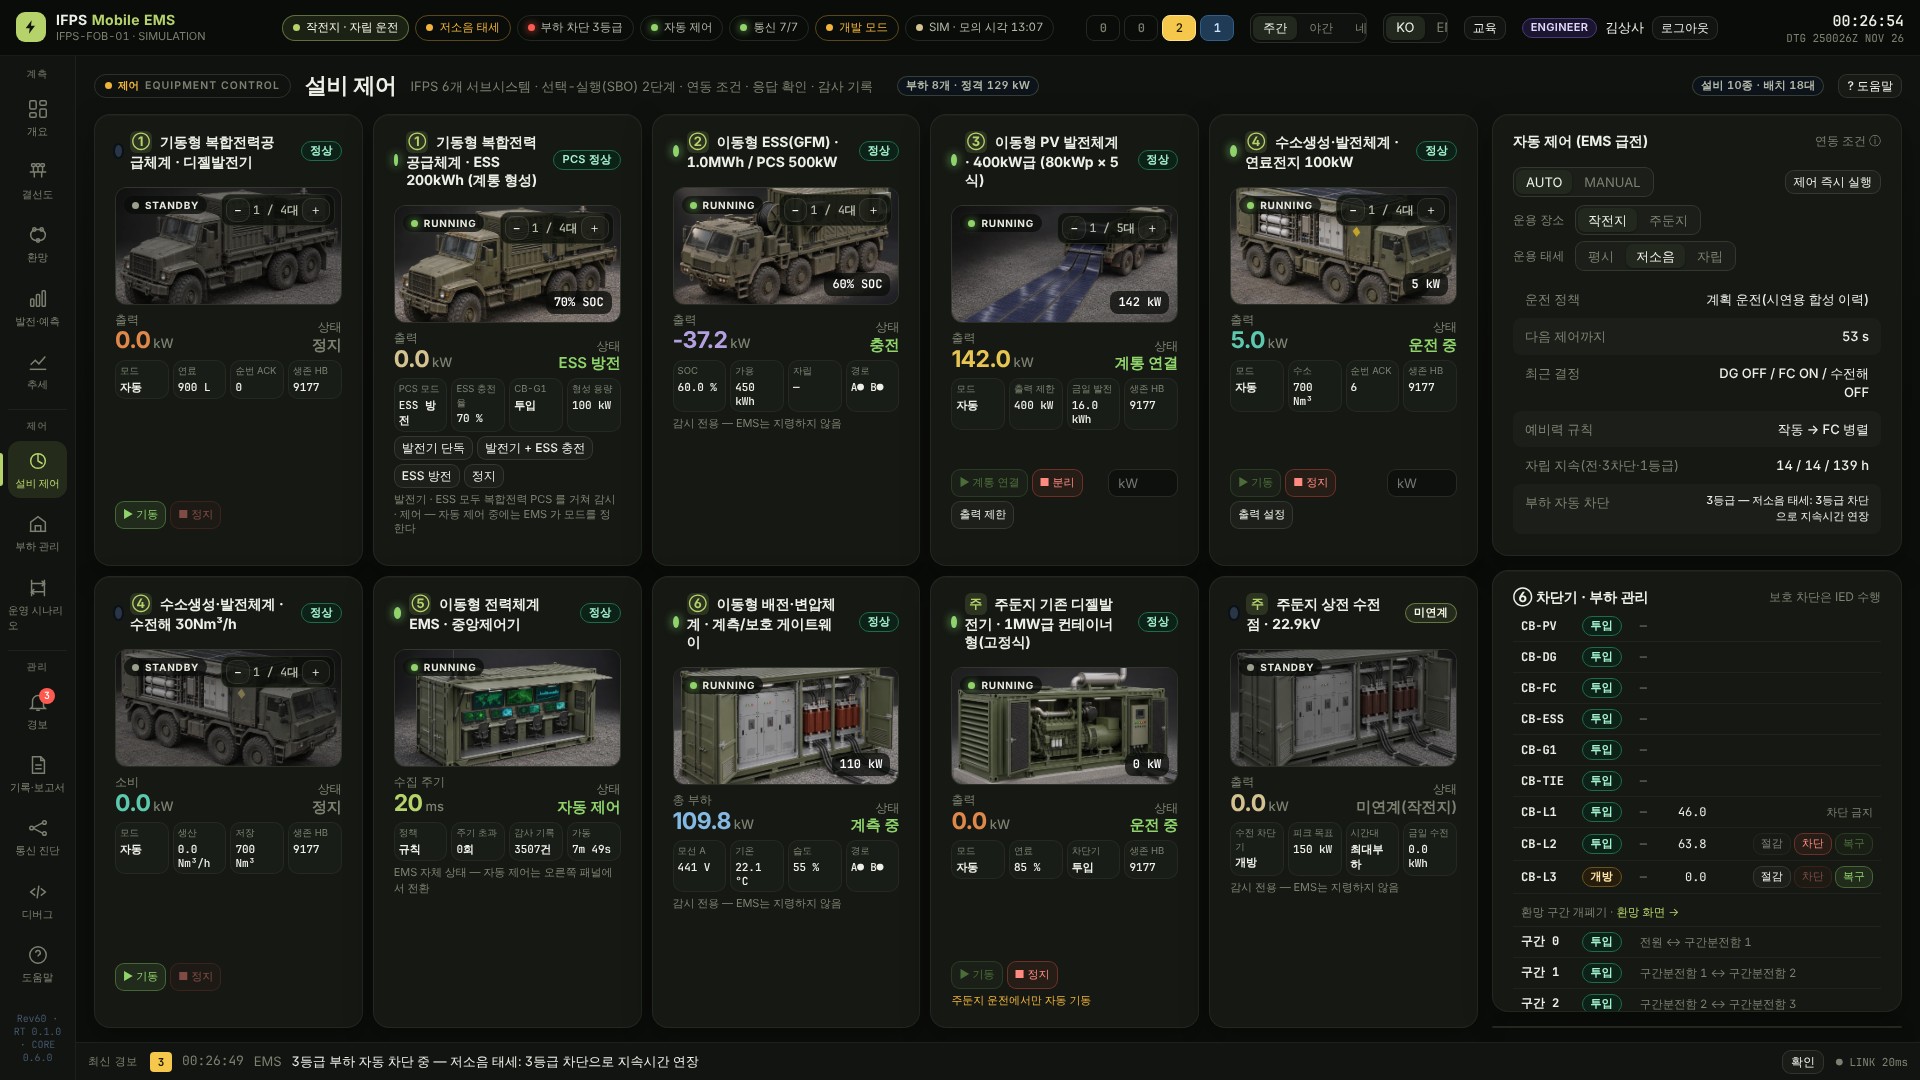 IFPS Mobile EMS
IFPS-FOB-01 · SIMULATION
작전지 · 자립 운전
저소음 태세
부하 차단 3등급
자동 제어
통신 7/7
개발 모드
SIM · 모의 시각 13:07
0 0 2 1
주간 야간
KO
교육
ENGINEER 김상사 로그아웃
00:26:54
DTG 250026Z NOV 26
계측
개요
결선도
환망
발전·예측
추세
제어
설비 제어
부하 관리
운영 시나리오
관리
경보 3
기록·보고서
통신 진단
디버그
도움말
Rev60 ·
RT 0.1.0
· CORE
0.6.0
제어 EQUIPMENT CONTROL
설비 제어
IFPS 6개 서브시스템 · 선택-실행(SBO) 2단계 · 연동 조건 · 응답 확인 · 감사 기록
부하 8개 · 정격 129 kW
설비 10종 · 배치 18대
? 도움말
① 기동형 복합전력공
급체계 · 디젤발전기
정상
STANDBY
− 1 / 4대 +
출력
0.0 kW
상태
정지
모드 자동
연료 900 L
순번 ACK 0
생존 HB 9177
▶ 기동 ■ 정지
① 기동형 복합전력
공급체계 · ESS
200kWh (계통 형성)
PCS 정상
RUNNING
− 1 / 4대 +
70% SOC
출력
0.0 kW
상태
ESS 방전
PCS 모드 ESS 방전
ESS 충전율 70 %
CB-G1 투입
형성 용량 100 kW
발전기 단독 발전기 + ESS 충전
ESS 방전 정지
발전기 · ESS 모두 복합전력 PCS 를 거쳐 감시
· 제어 — 자동 제어 중에는 EMS 가 모드를 정
한다
② 이동형 ESS(GFM) ·
1.0MWh / PCS 500kW
정상
RUNNING
− 1 / 4대 +
60% SOC
출력
-37.2 kW
상태
충전
SOC 60.0 %
가용 450 kWh
자립 —
경로 A● B●
감시 전용 — EMS는 지령하지 않음
③ 이동형 PV 발전체계
· 400kW급 (80kWp × 5
식)
정상
RUNNING
− 1 / 5대 +
142 kW
출력
142.0 kW
상태
계통 연결
모드 자동
출력 제한 400 kW
금일 발전 16.0 kWh
생존 HB 9177
▶ 계통 연결 ■ 분리 kW
출력 제한
④ 수소생성·발전체계 ·
연료전지 100kW
정상
RUNNING
− 1 / 4대 +
5 kW
출력
5.0 kW
상태
운전 중
모드 자동
수소 700 Nm³
순번 ACK 6
생존 HB 9177
▶ 기동 ■ 정지 kW
출력 설정
④ 수소생성·발전체계 ·
수전해 30Nm³/h
정상
STANDBY
− 1 / 4대 +
소비
0.0 kW
상태
정지
모드 자동
생산 0.0 Nm³/h
저장 700 Nm³
생존 HB 9177
▶ 기동 ■ 정지
⑤ 이동형 전력체계
EMS · 중앙제어기
정상
RUNNING
수집 주기
20 ms
상태
자동 제어
정책 규칙
주기 초과 0회
감사 기록 3507건
가동 7m 49s
EMS 자체 상태 — 자동 제어는 오른쪽 패널에
서 전환
⑥ 이동형 배전·변압체
계 · 계측/보호 게이트웨
이
정상
RUNNING
110 kW
총 부하
109.8 kW
상태
계측 중
모선 A 441 V
기온 22.1 °C
습도 55 %
경로 A● B●
감시 전용 — EMS는 지령하지 않음
주 주둔지 기존 디젤발
전기 · 1MW급 컨테이너
형(고정식)
정상
RUNNING
0 kW
출력
0.0 kW
상태
운전 중
모드 자동
연료 85 %
차단기 투입
생존 HB 9177
▶ 기동 ■ 정지
주둔지 운전에서만 자동 기동
주 주둔지 상전 수전
점 · 22.9kV
미연계
STANDBY
출력
0.0 kW
상태
미연계(작전지)
수전 차단기 개방
피크 목표 150 kW
시간대 최대부하
금일 수전 0.0 kWh
감시 전용 — EMS는 지령하지 않음
자동 제어 (EMS 급전)
연동 조건 ⓘ
AUTO MANUAL
제어 즉시 실행
운용 장소 작전지 주둔지
운용 태세 평시 저소음 자립
운전 정책 계획 운전(시연용 합성 이력)
다음 제어까지 53 s
최근 결정 DG OFF / FC ON / 수전해
OFF
예비력 규칙 작동 → FC 병렬
자립 지속(전·3차단·1등급) 14 / 14 / 139 h
부하 자동 차단 3등급 — 저소음 태세: 3등급 차단
으로 지속시간 연장
⑥ 차단기 · 부하 관리
보호 차단은 IED 수행
CB-PV 투입 —
CB-DG 투입 —
CB-FC 투입 —
CB-ESS 투입 —
CB-G1 투입 —
CB-TIE 투입 —
CB-L1 투입 — 46.0 차단 금지
CB-L2 투입 — 63.8 절감 차단 복구
CB-L3 개방 — 0.0 절감 차단 복구
환망 구간 개폐기 · 환망 화면 →
구간 0 투입 전원 ↔ 구간분전함 1
구간 1 투입 구간분전함 1 ↔ 구간분전함 2
구간 2 투입 구간분전함 2 ↔ 구간분전함 3
최신 경보 3 00:26:49 EMS 3등급 부하 자동 차단 중 — 저소음 태세: 3등급 차단으로 지속시간 연장
확인
LINK 20ms